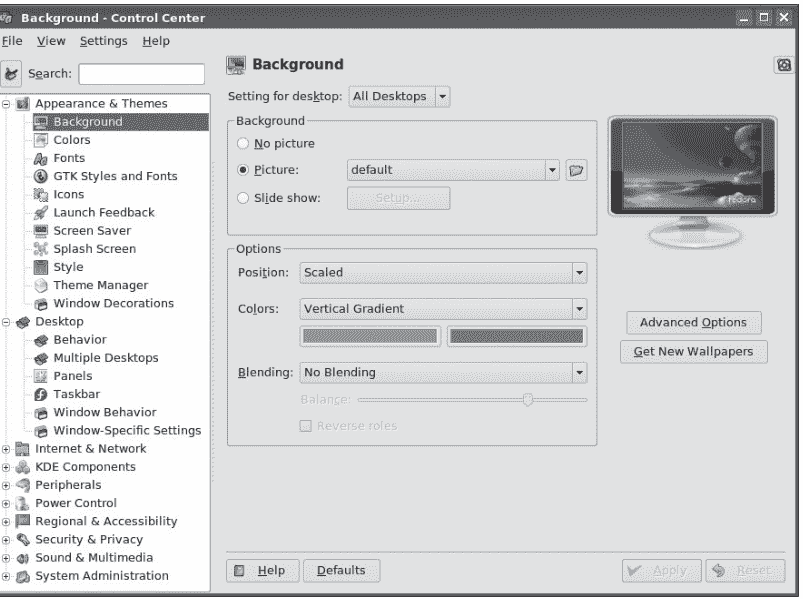 Background - Control Center
File View Settings Help
Search:
Appearance & Themes
Background
Colors
Fonts
GTK Styles and Fonts
Icons
Launch Feedback
Screen Saver
Splash Screen
Style
Theme Manager
Window Decorations
Desktop
Behavior
Multiple Desktops
Panels
Taskbar
Window Behavior
Window-Specific Settings
Internet & Network
KDE Components
Peripherals
Power Control
Regional & Accessibility
Security & Privacy
Sound & Multimedia
System Administration
Background
Setting for desktop: All Desktops
Background
No picture
Picture: default
Slide show: Setup...
fedora
Options
Position: Scaled
Colors: Vertical Gradient
Blending: No Blending
Balance:
Reverse roles
Advanced Options
Get New Wallpapers
Help Defaults Apply Reset